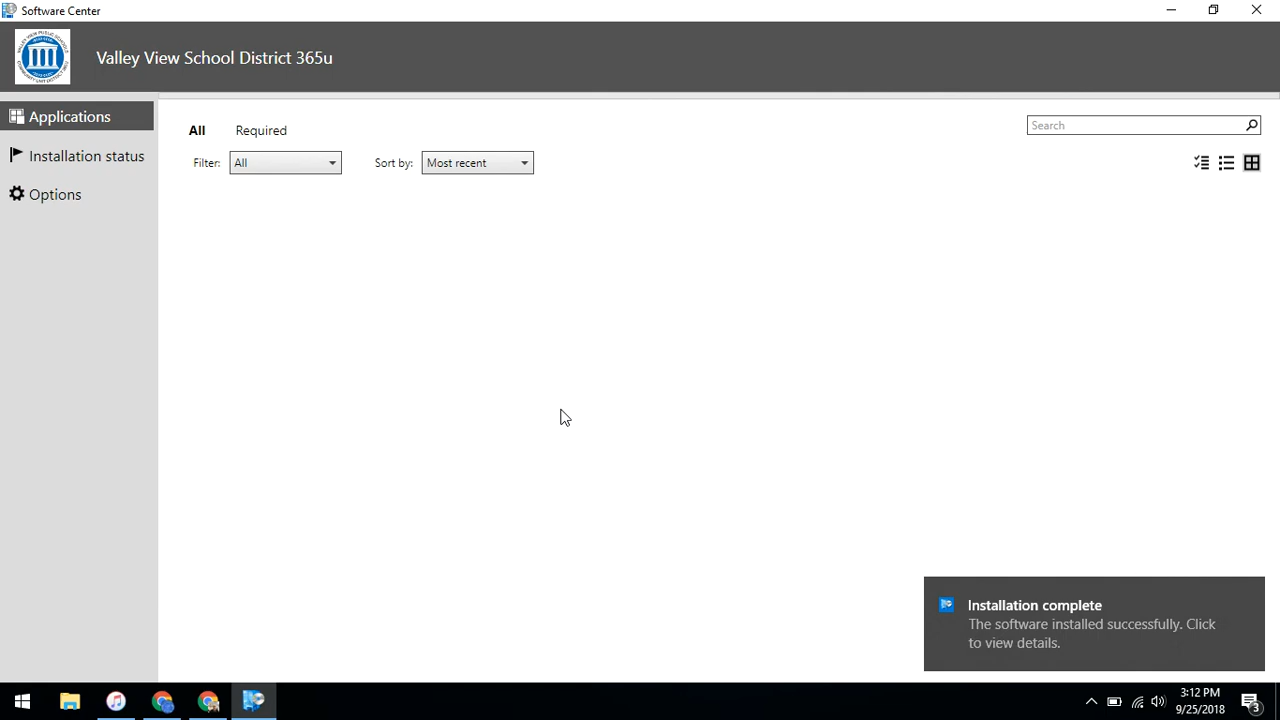 Software Center
Valley View School District 365u
Applications
Installation status
Options
All Required
Search
Filter: All Sort by: Most recent
Installation complete
The software installed successfully. Click
to view details.
3:12 PM
9/25/2018
3